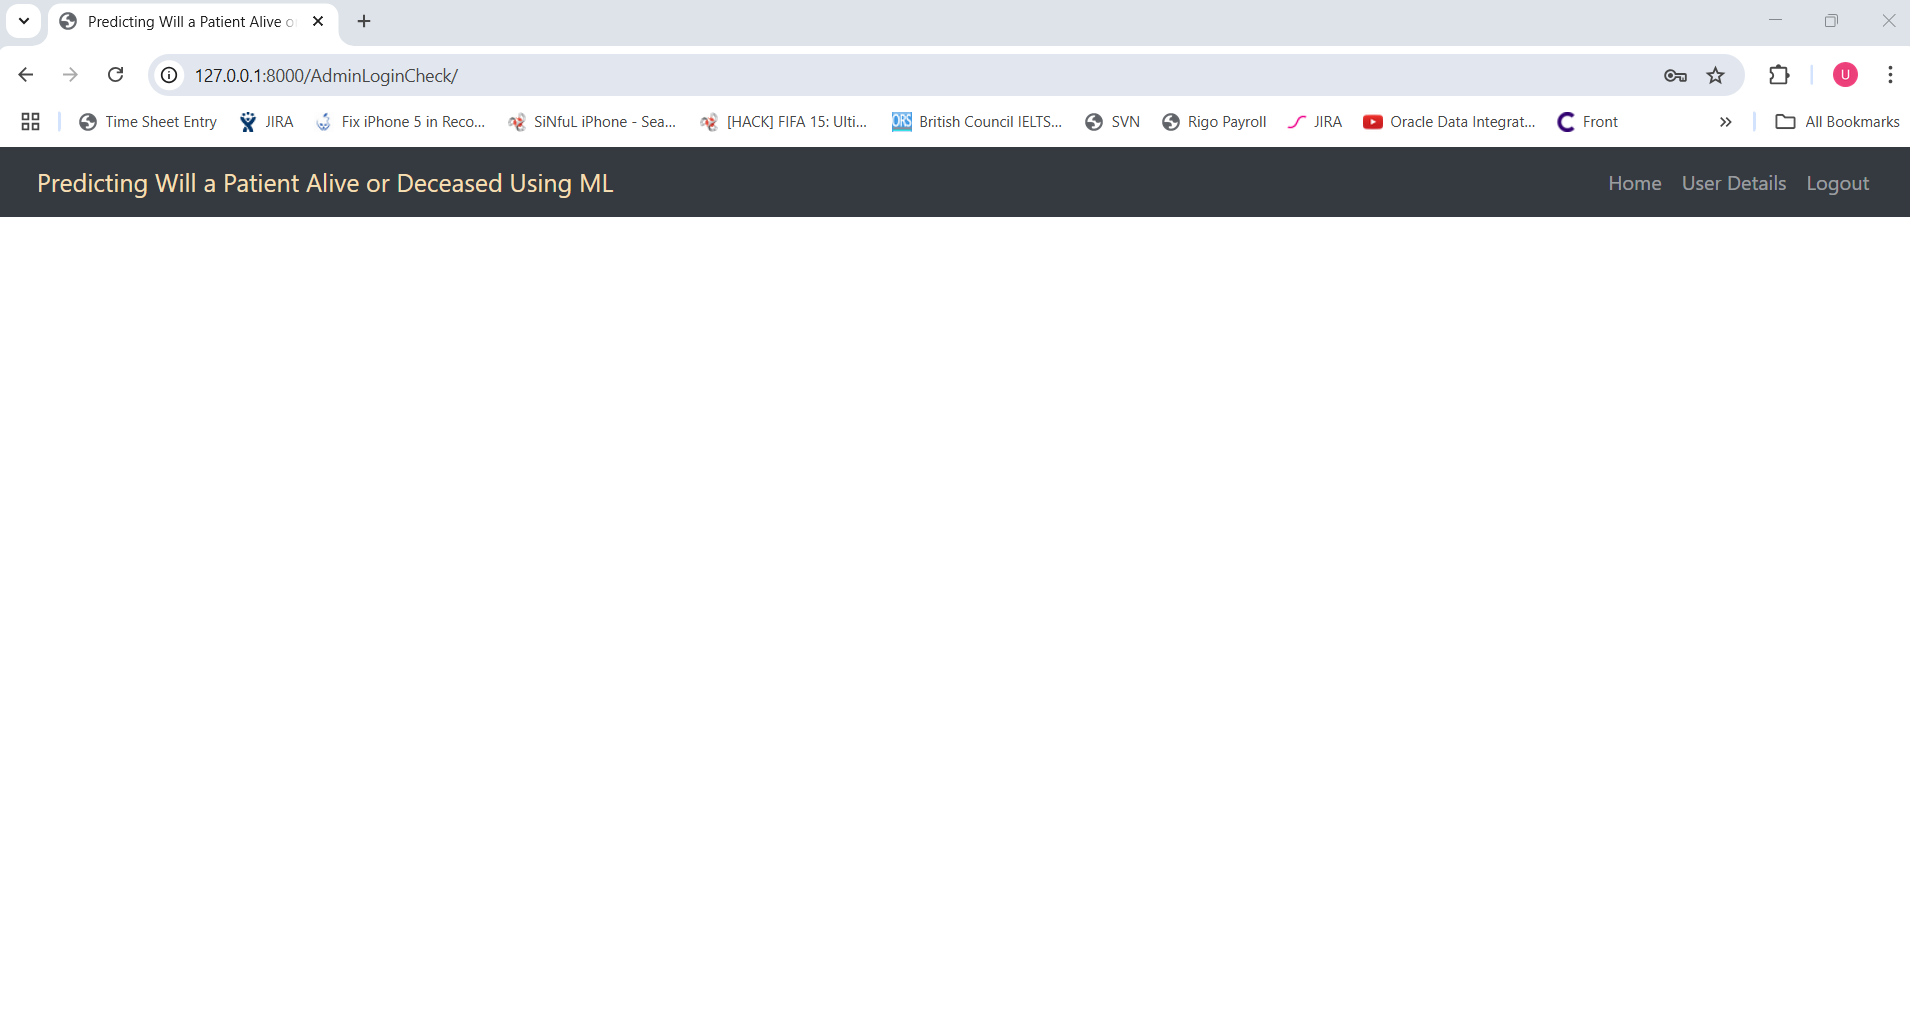 Predicting Will a Patient Alive o
127.0.0.1:8000/AdminLoginCheck/
U
Time Sheet Entry JIRA Fix iPhone 5 in Reco... SiNfuL iPhone - Sea... [HACK] FIFA 15: Ulti... ORS British Council IELTS... SVN Rigo Payroll JIRA Oracle Data Integrat... Front » All Bookmarks
Predicting Will a Patient Alive or Deceased Using ML Home User Details Logout